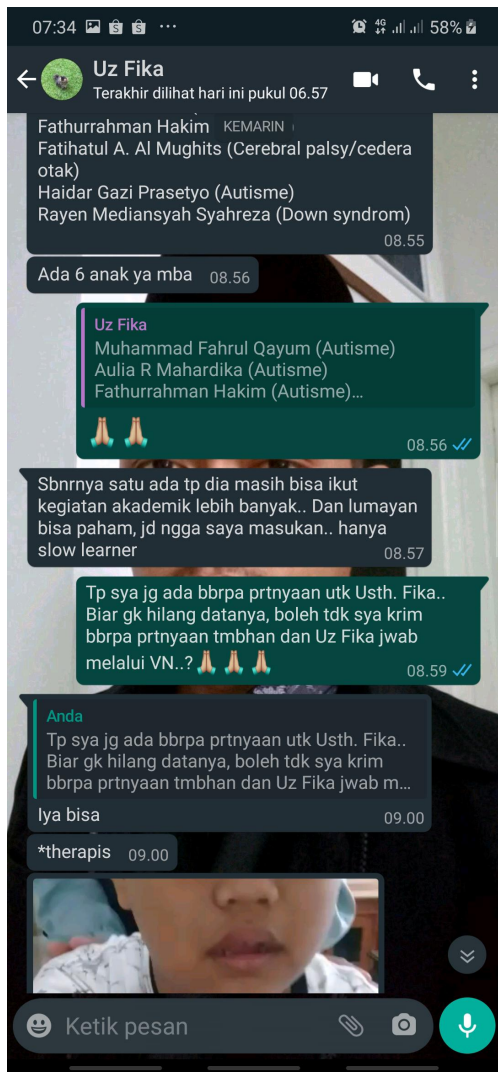 07:34
4G
58%
Uz Fika
Terakhir dilihat hari ini pukul 06.57
Fathurrahman Hakim
KEMARIN
Fatihatul A. Al Mughits (Cerebral palsy/cedera
otak)
Haidar Gazi Prasetyo (Autisme)
Rayen Mediansyah Syahreza (Down syndrom)
08.55
Ada 6 anak ya mba 08.56
Uz Fika
Muhammad Fahrul Qayum (Autisme)
Aulia R Mahardika (Autisme)
Fathurrahman Hakim (Autisme)...
🙏🏼 🙏🏼
08.56
Sbnrnya satu ada tp dia masih bisa ikut
kegiatan akademik lebih banyak.. Dan lumayan
bisa paham, jd ngga saya masukan.. hanya
slow learner
08.57
Tp sya jg ada bbrpa prtnyaan utk Usth. Fika..
Biar gk hilang datanya, boleh tdk sya krim
bbrpa prtnyaan tmbhan dan Uz Fika jwab
melalui VN..? 🙏🏼 🙏🏼 🙏🏼
08.59
Anda
Tp sya jg ada bbrpa prtnyaan utk Usth. Fika..
Biar gk hilang datanya, boleh tdk sya krim
bbrpa prtnyaan tmbhan dan Uz Fika jwab m...
Iya bisa
09.00
*therapis 09.00
Ketik pesan